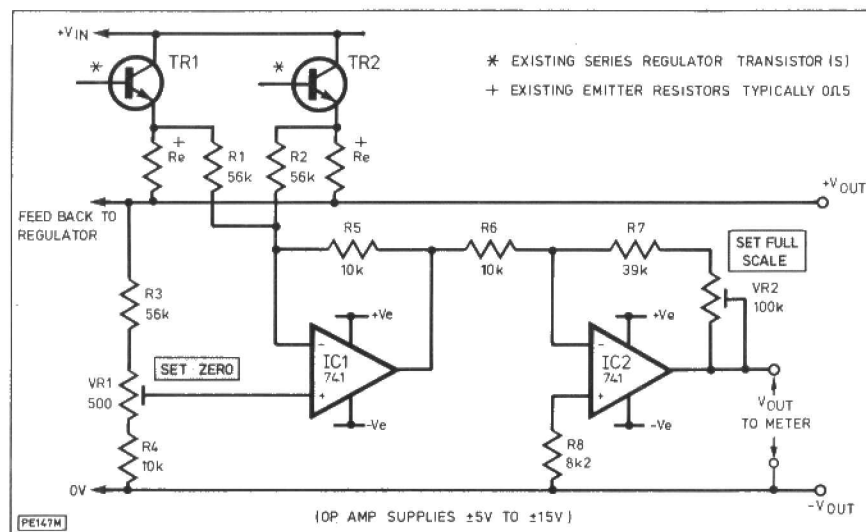 +VIN
TR1
TR2
*
*
* EXISTING SERIES REGULATOR TRANSISTOR (S)
+ EXISTING EMITTER RESISTORS TYPICALLY 0Ω5
+
Re
R1
56k
R2
56k
+
Re
+VOUT
FEED BACK TO
REGULATOR
R5
10k
R6
10k
R7
39k
SET FULL
SCALE
VR2
100k
R3
56k
+Ve
+Ve
SET ZERO
−
IC1
741
+
−
IC2
741
+
VR1
500
-Ve
-Ve
VOUT
TO METER
R4
10k
R8
8k2
0V
−VOUT
PE147M
(OP AMP SUPPLIES ±5V TO ±15V)